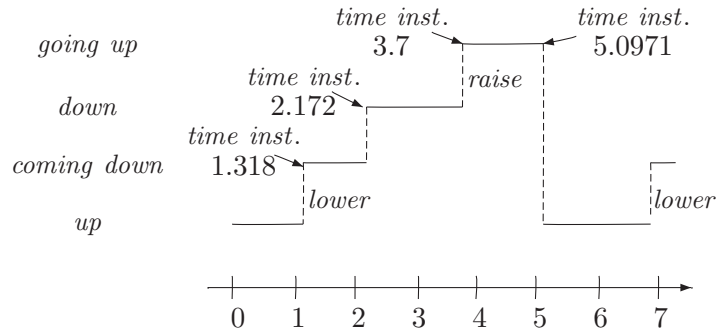 time inst. time inst.
going up 3.7 5.0971
time inst. raise
down 2.172
time inst.
coming down 1.318
lower lower
up
0 1 2 3 4 5 6 7